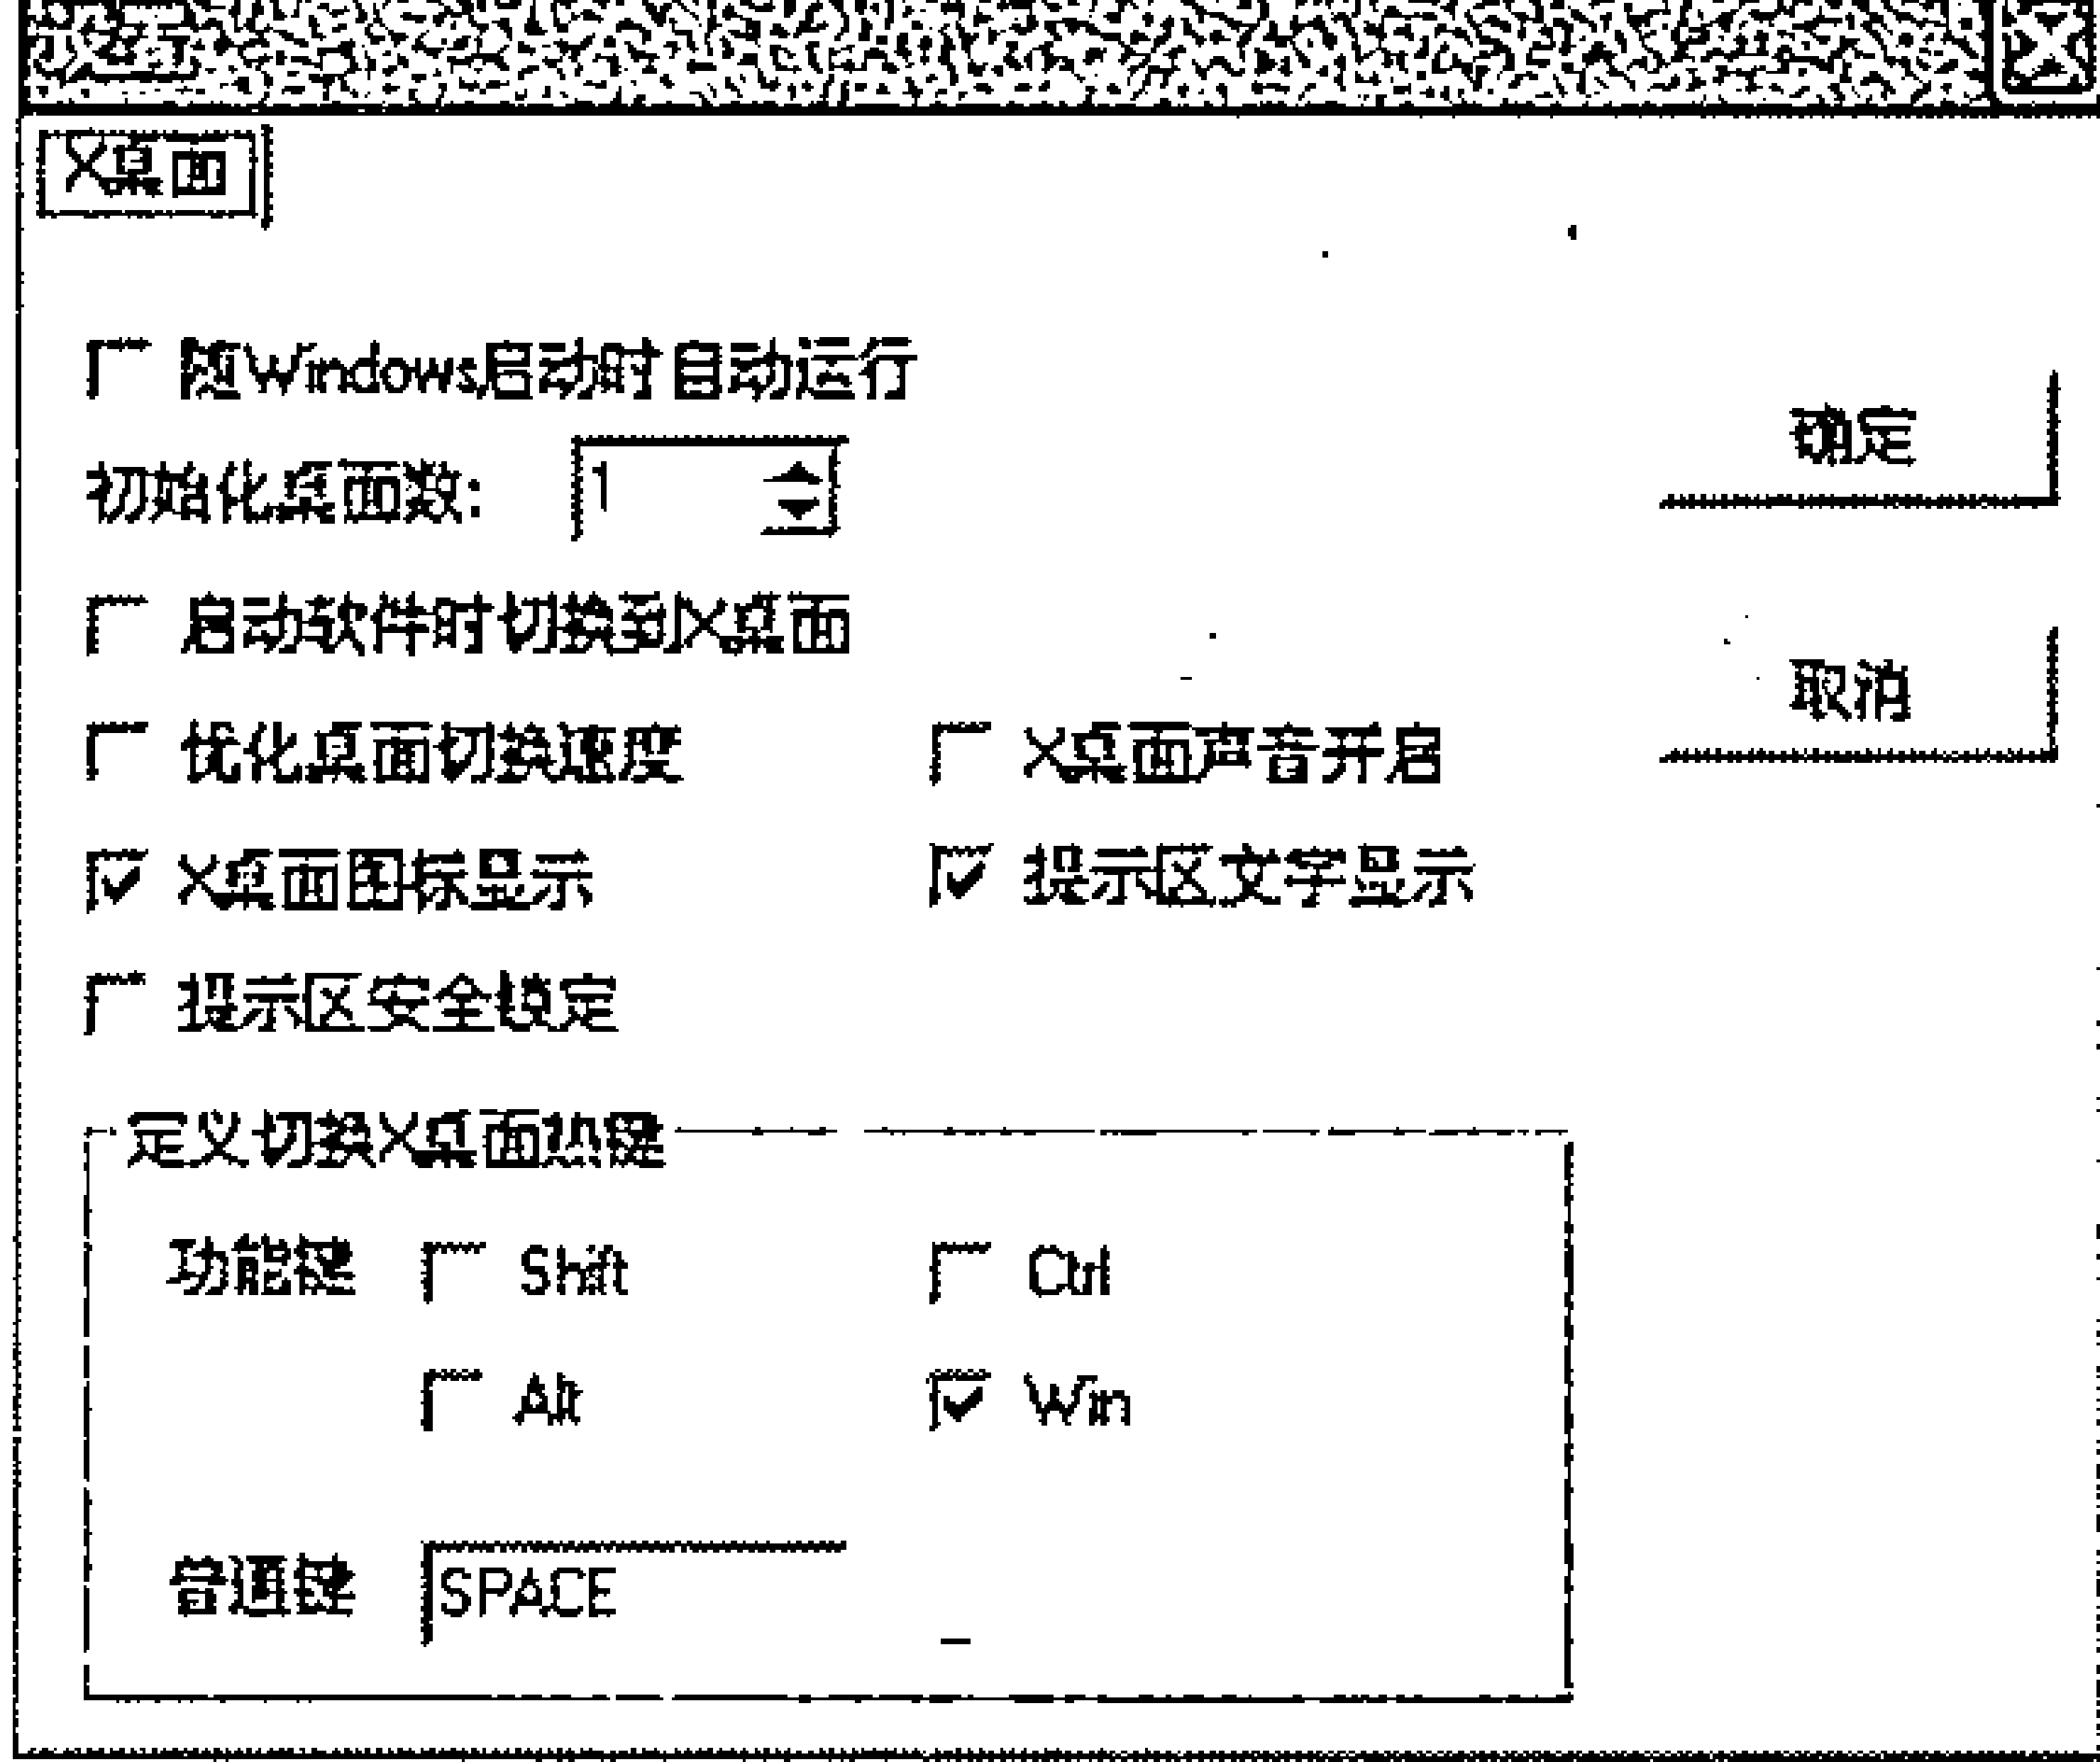 X桌面
随Windows启动时自动运行
确定
初始化桌面数: 1
启动软件时切换到X桌面
取消
优化桌面切换速度 X桌面声音开启
X桌面图标显示 提示区文字显示
提示区安全锁定
定义切换X桌面热键
功能键 Shift Ctrl
Alt Win
普通键 SPACE